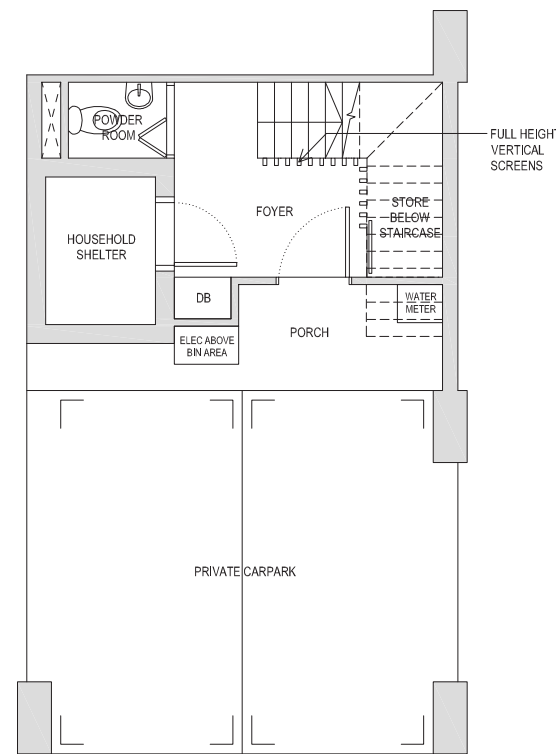 POWDER
ROOM
FULL HEIGHT
VERTICAL
SCREENS
FOYER
STORE
BELOW
STAIRCASE
HOUSEHOLD
SHELTER
DB
WATER
METER
PORCH
ELEC ABOVE
BIN AREA
PRIVATE CARPARK